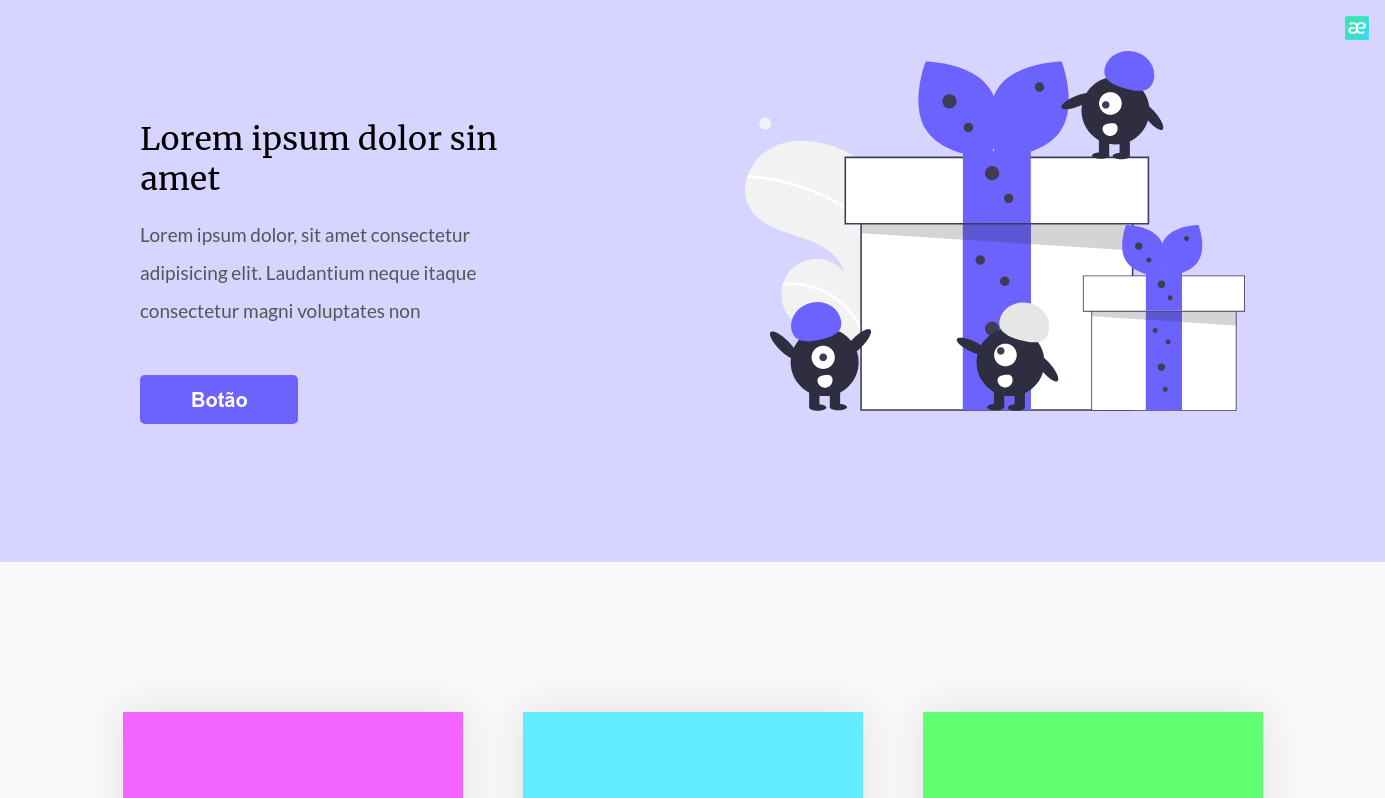 æ
Lorem ipsum dolor sin
amet
Lorem ipsum dolor, sit amet consectetur
adipisicing elit. Laudantium neque itaque
consectetur magni voluptates non
Botão